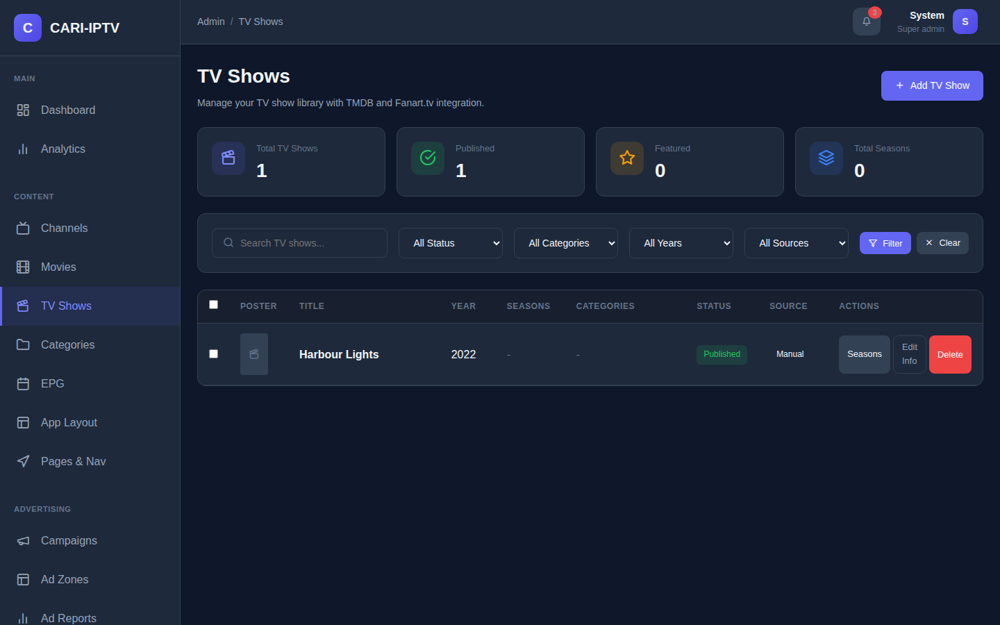 C CARI-IPTV
Admin / TV Shows
3
System
Super admin
S
MAIN
Dashboard
Analytics
CONTENT
Channels
Movies
TV Shows
Categories
EPG
App Layout
Pages & Nav
ADVERTISING
Campaigns
Ad Zones
Ad Reports
TV Shows
Manage your TV show library with TMDB and Fanart.tv integration.
+ Add TV Show
Total TV Shows
1
Published
1
Featured
0
Total Seasons
0
Search TV shows...
All Status
All Categories
All Years
All Sources
Filter
Clear
POSTER TITLE YEAR SEASONS CATEGORIES STATUS SOURCE ACTIONS
Harbour Lights 2022 - - Published Manual Seasons Edit Info Delete